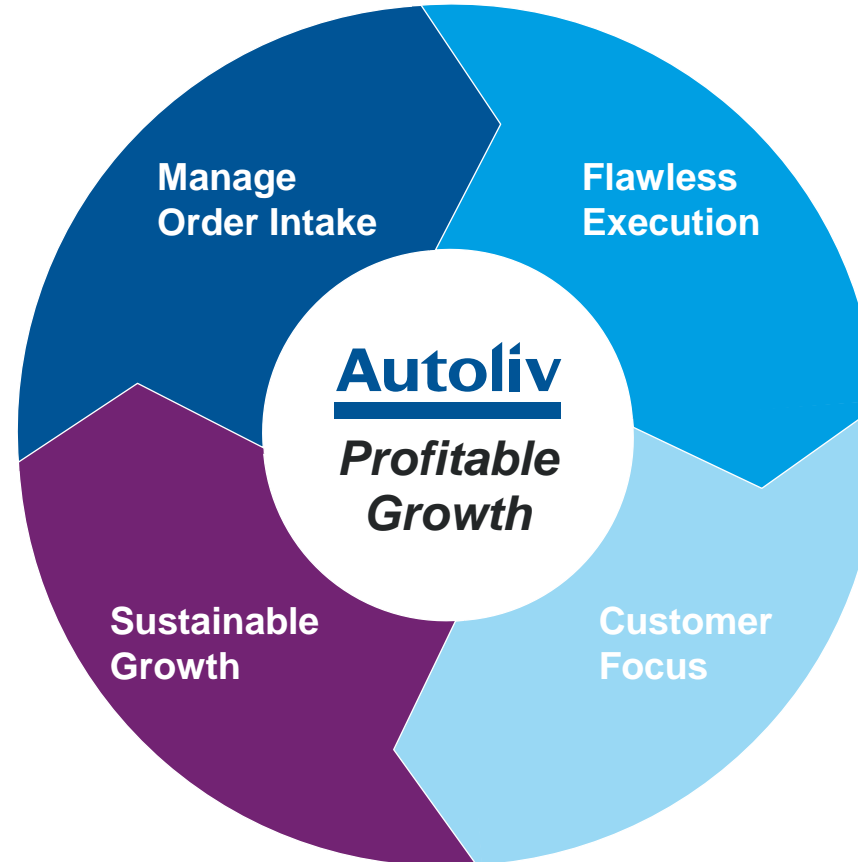 Manage
Order Intake
Flawless
Execution
Autoliv
Profitable
Growth
Sustainable
Growth
Customer
Focus